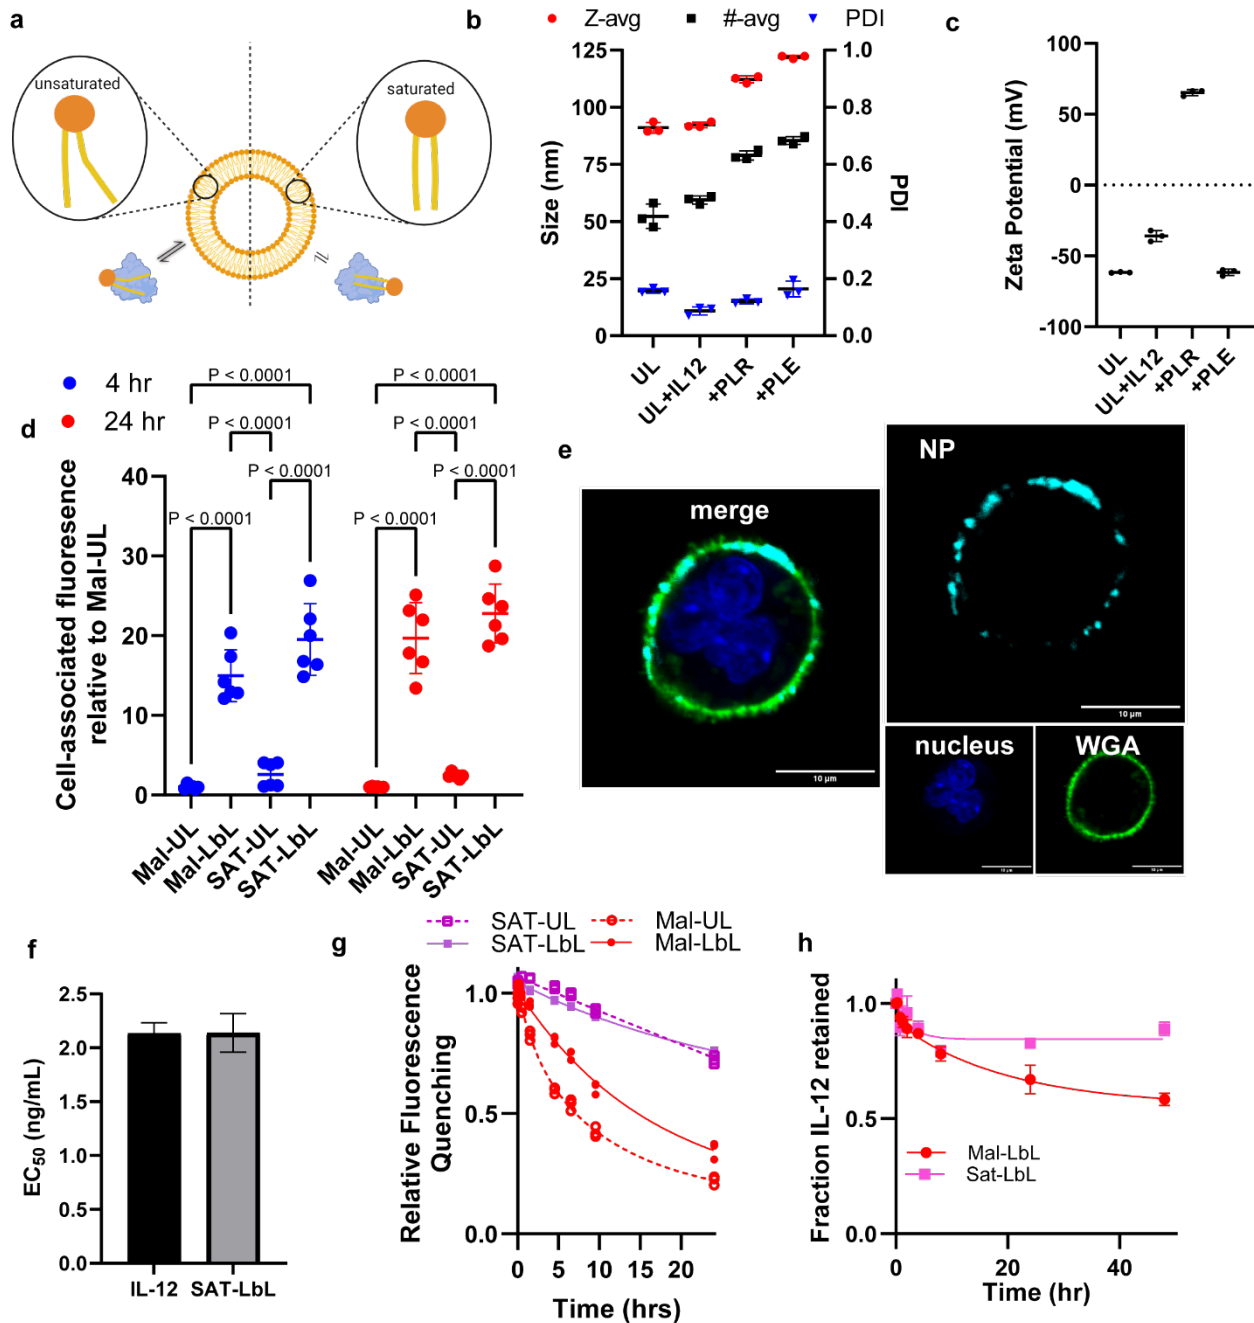 a
unsaturated
saturated
b
Z-avg
#-avg
PDI
125
100
75
50
25
0
Size (nm)
1.0
0.8
0.6
0.4
0.2
0.0
PDI
UL
UL+IL12
+PLR
+PLE
c
Zeta Potential (mV)
100
50
0
-50
-100
UL
UL+IL12
+PLR
+PLE
d
4 hr
24 hr
P < 0.0001
P < 0.0001
P < 0.0001
P < 0.0001
P < 0.0001
P < 0.0001
P < 0.0001
P < 0.0001
Cell-associated fluoresence
relative to Mal-UL
40
30
20
10
0
Mal-UL
Mal-LbL
SAT-UL
SAT-LbL
Mal-UL
Mal-LbL
SAT-UL
SAT-LbL
e
merge
10 µm
NP
10 µm
nucleus
10 µm
WGA
10 µm
f
EC50 (ng/mL)
2.5
2.0
1.5
1.0
0.5
0.0
IL-12
SAT-LbL
g
SAT-UL
SAT-LbL
Mal-UL
Mal-LbL
Relative Fluorescence
Quenching
1.0
0.5
0.0
0
5
10
15
20
Time (hrs)
h
Fraction IL-12 retained
1.0
0.5
0.0
Mal-LbL
Sat-LbL
0
20
40
Time (hr)